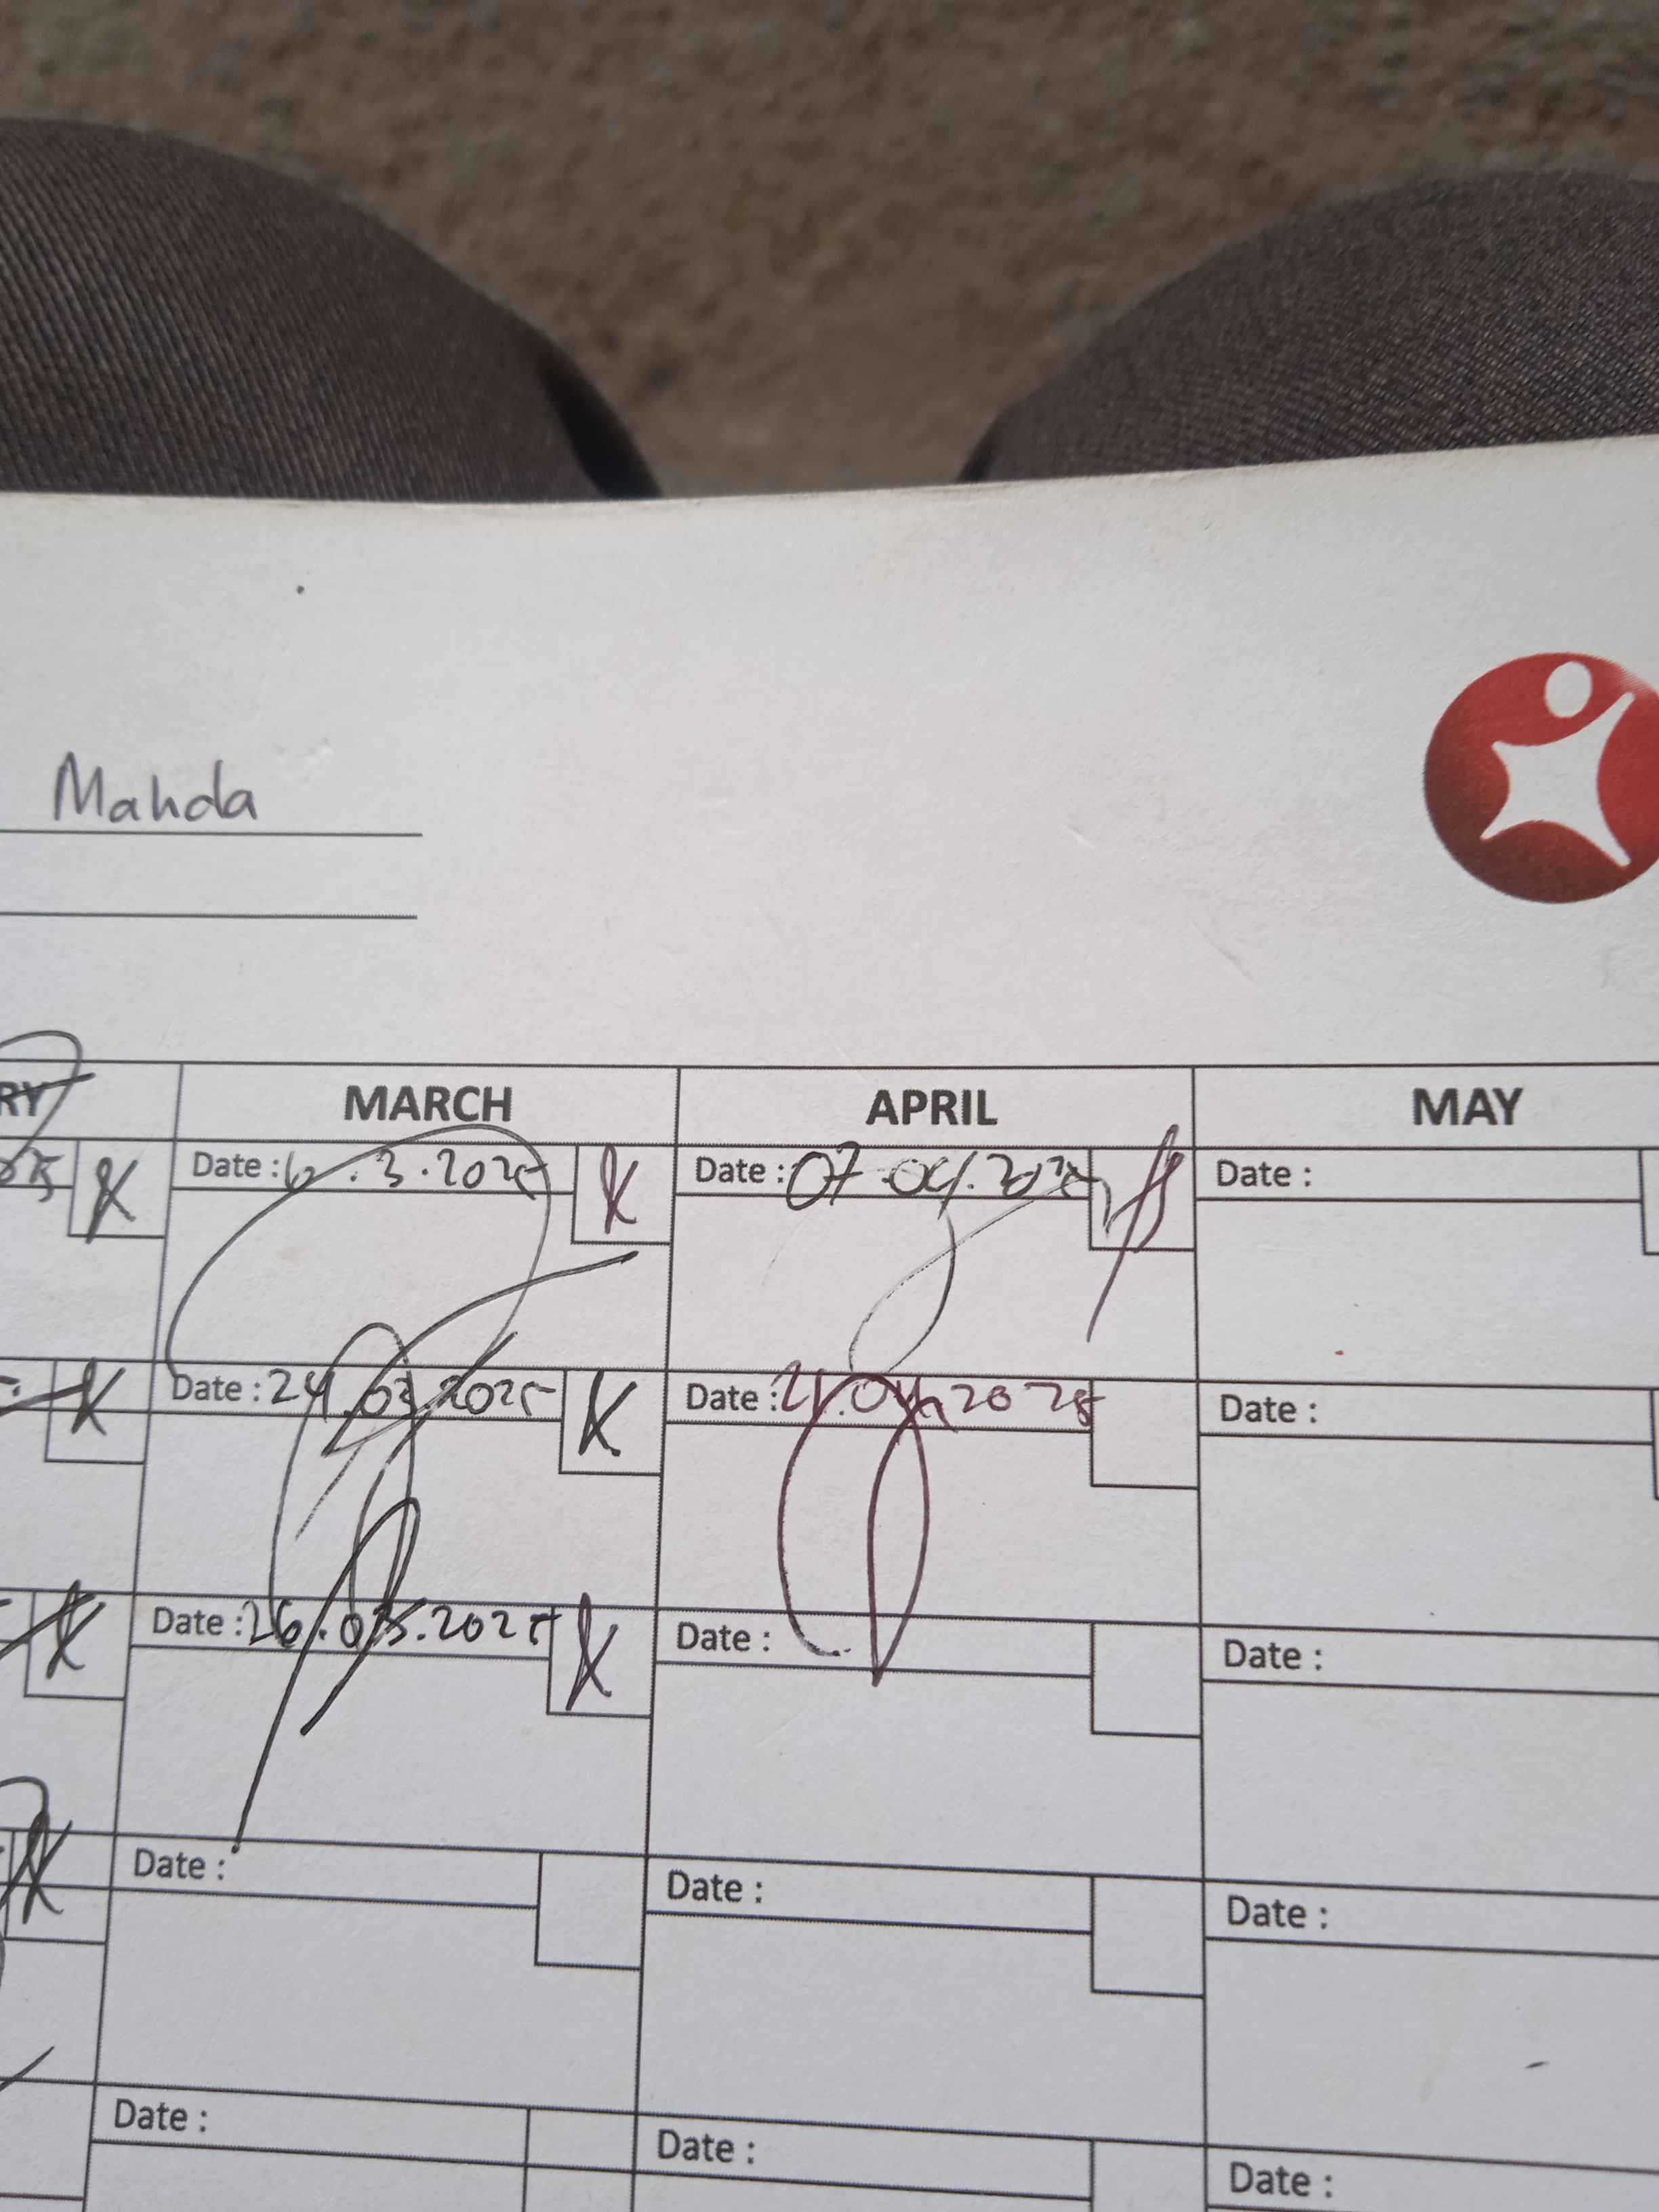 Mahda
RY MARCH APRIL MAY
Date : .3.2025 Date : 07.04.2025 Date :
Date : 24.03.2025 K Date : 21.04.2025 Date :
Date : 26.03.2025 Date : Date :
Date : Date : Date :
Date : Date : Date :